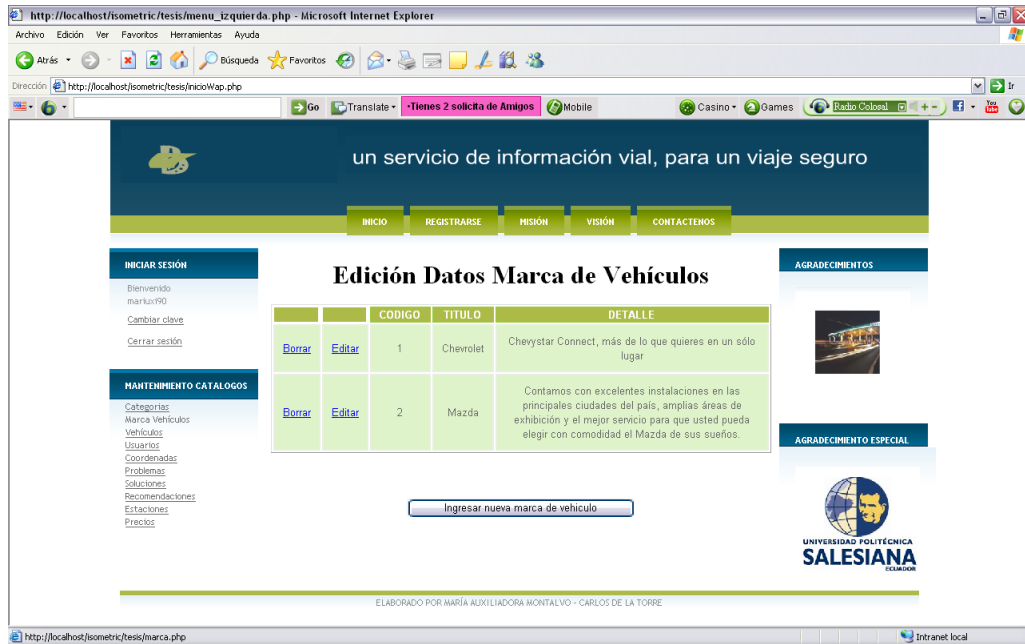 http://localhost/isometric/tesis/menu_izquierda.php - Microsoft Internet Explorer
Archivo Edición Ver Favoritos Herramientas Ayuda
Atrás Búsqueda Favoritos
Dirección http://localhost/isometric/tesis/inicioWap.php Ir
Go Translate •Tienes 2 solicita de Amigos Mobile Casino Games Radio Colosal You Tube
un servicio de información vial, para un viaje seguro
INICIO REGISTRARSE MISIÓN VISIÓN CONTACTENOS
INICIAR SESIÓN
Bienvenido
mariuxi90
Cambiar clave
Cerrar sesión
MANTENIMIENTO CATALOGOS
Categorias
Marca Vehículos
Vehículos
Usuarios
Coordenadas
Problemas
Soluciones
Recomendaciones
Estaciones
Precios
Edición Datos Marca de Vehículos
CODIGO TITULO DETALLE
Borrar Editar 1 Chevrolet Chevystar Connect, más de lo que quieres en un sólo
lugar
Borrar Editar 2 Mazda Contamos con excelentes instalaciones en las
principales ciudades del país, amplias áreas de
exhibición y el mejor servicio para que usted pueda
elegir con comodidad el Mazda de sus sueños.
Ingresar nueva marca de vehiculo
AGRADECIMIENTOS
AGRADECIMIENTO ESPECIAL
UNIVERSIDAD POLITÉCNICA
SALESIANA
ECUADOR
ELABORADO POR MARÍA AUXILIADORA MONTALVO - CARLOS DE LA TORRE
http://localhost/isometric/tesis/marca.php Intranet local